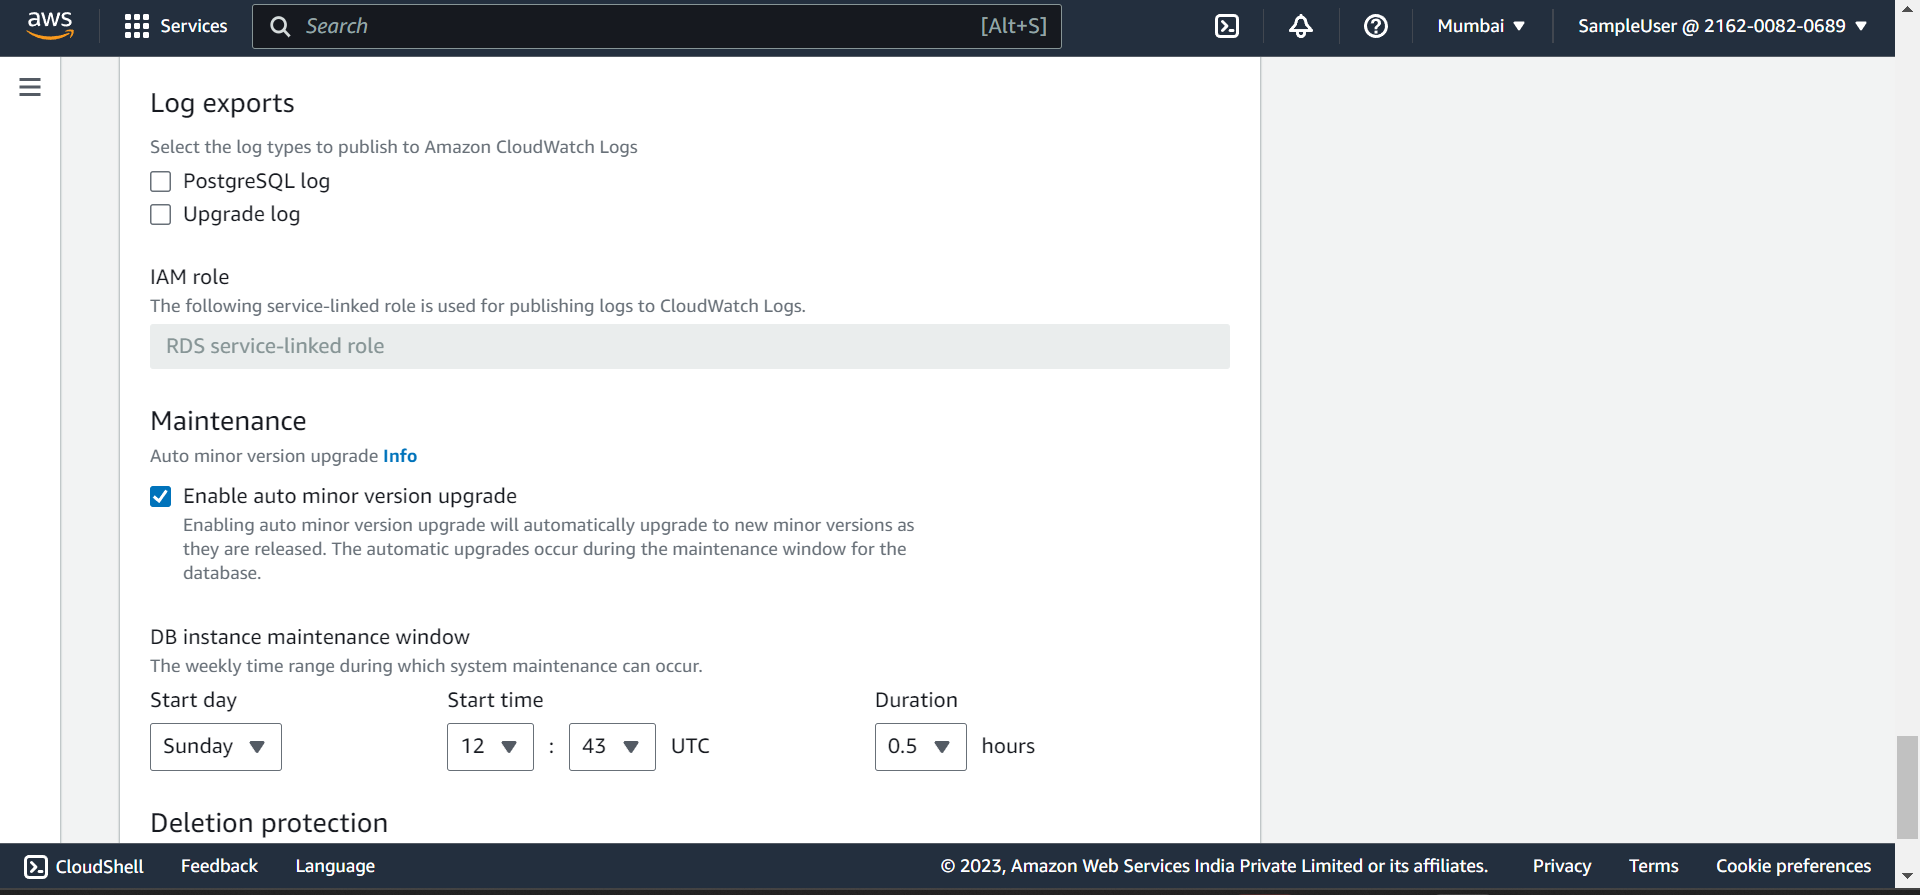 aws Services Search [Alt+S] Mumbai SampleUser @ 2162-0082-0689
Log exports
Select the log types to publish to Amazon CloudWatch Logs
PostgreSQL log
Upgrade log
IAM role
The following service-linked role is used for publishing logs to CloudWatch Logs.
RDS service-linked role
Maintenance
Auto minor version upgrade Info
Enable auto minor version upgrade
Enabling auto minor version upgrade will automatically upgrade to new minor versions as
they are released. The automatic upgrades occur during the maintenance window for the
database.
DB instance maintenance window
The weekly time range during which system maintenance can occur.
Start day Start time Duration
Sunday 12 : 43 UTC 0.5 hours
Deletion protection
CloudShell Feedback Language © 2023, Amazon Web Services India Private Limited or its affiliates. Privacy Terms Cookie preferences